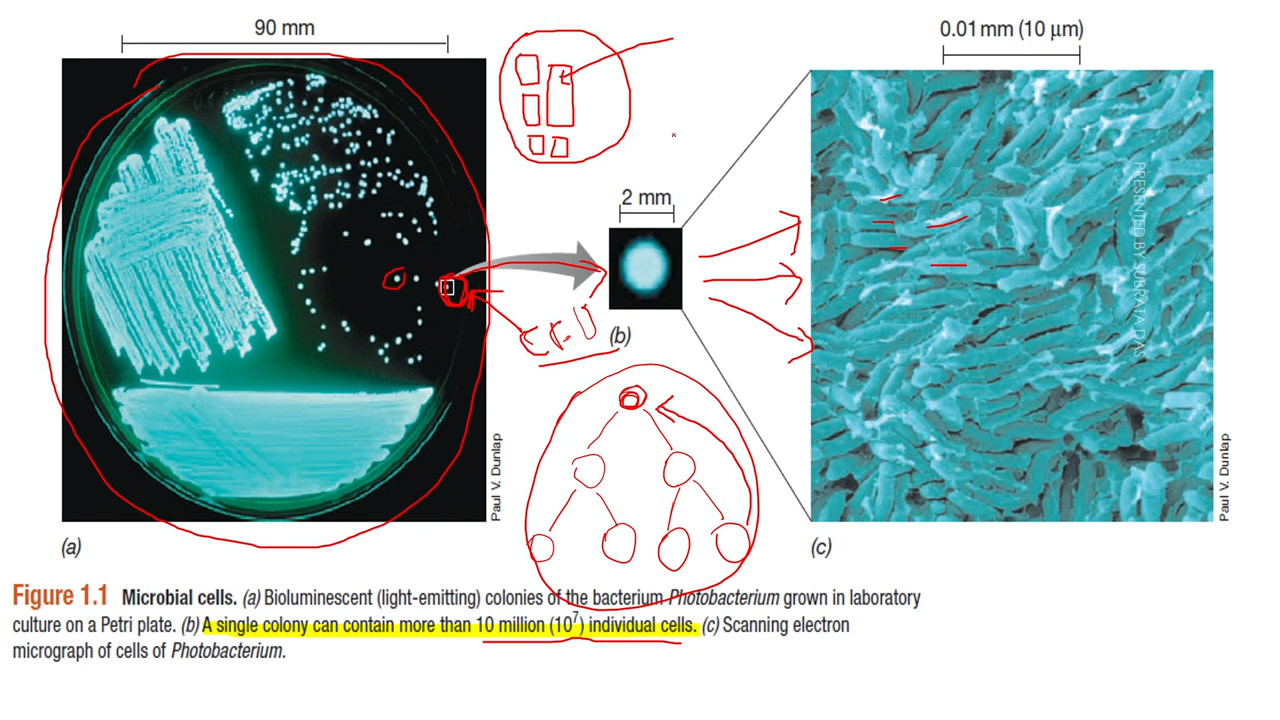 90 mm
0.01 mm (10 µm)
2 mm
PRESENTED BY SUBRATA DAS
Paul V. Dunlap
Paul V. Dunlap
(a)
(b)
(c)
Figure 1.1 Microbial cells. (a) Bioluminescent (light-emitting) colonies of the bacterium Photobacterium grown in laboratory
culture on a Petri plate. (b) A single colony can contain more than 10 million (10⁷) individual cells. (c) Scanning electron
micrograph of cells of Photobacterium.